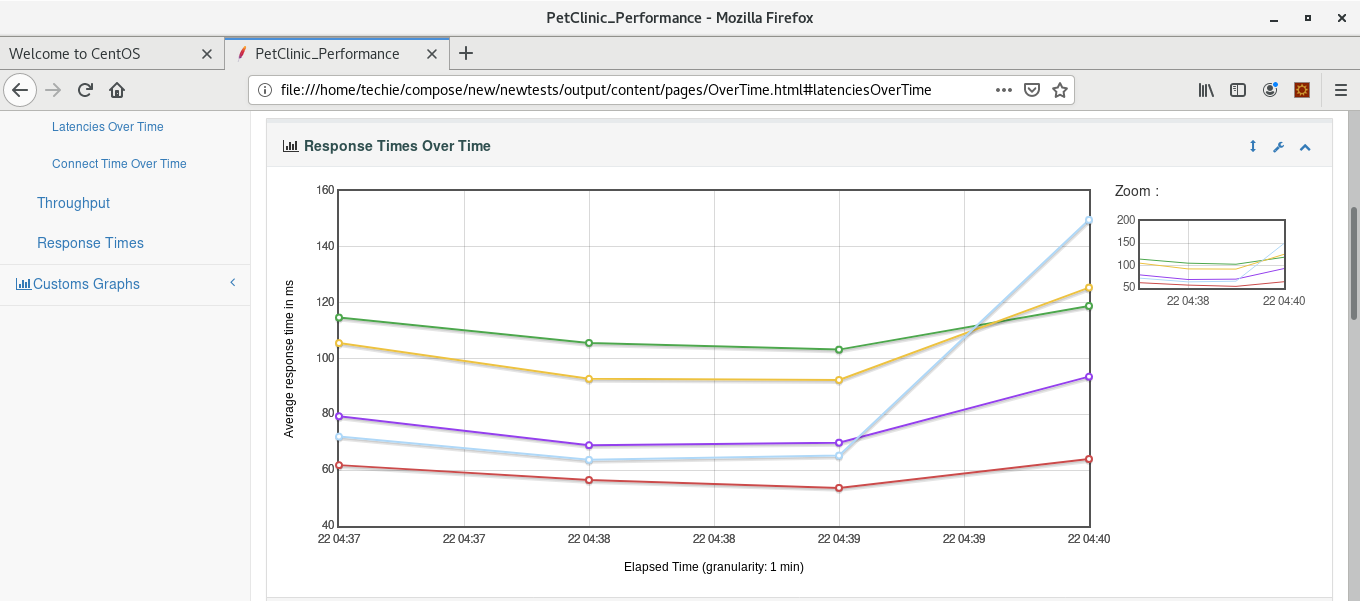 PetClinic_Performance - Mozilla Firefox
Welcome to CentOS
PetClinic_Performance
file:///home/techie/compose/new/newtests/output/content/pages/OverTime.html#latenciesOverTime
Latencies Over Time
Connect Time Over Time
Throughput
Response Times
Customs Graphs
Response Times Over Time
160
140
120
100
80
60
40
Average response time in ms
22 04:37 22 04:37 22 04:38 22 04:38 22 04:39 22 04:39 22 04:40
Elapsed Time (granularity: 1 min)
Zoom :
200
150
100
50
22 04:38 22 04:40